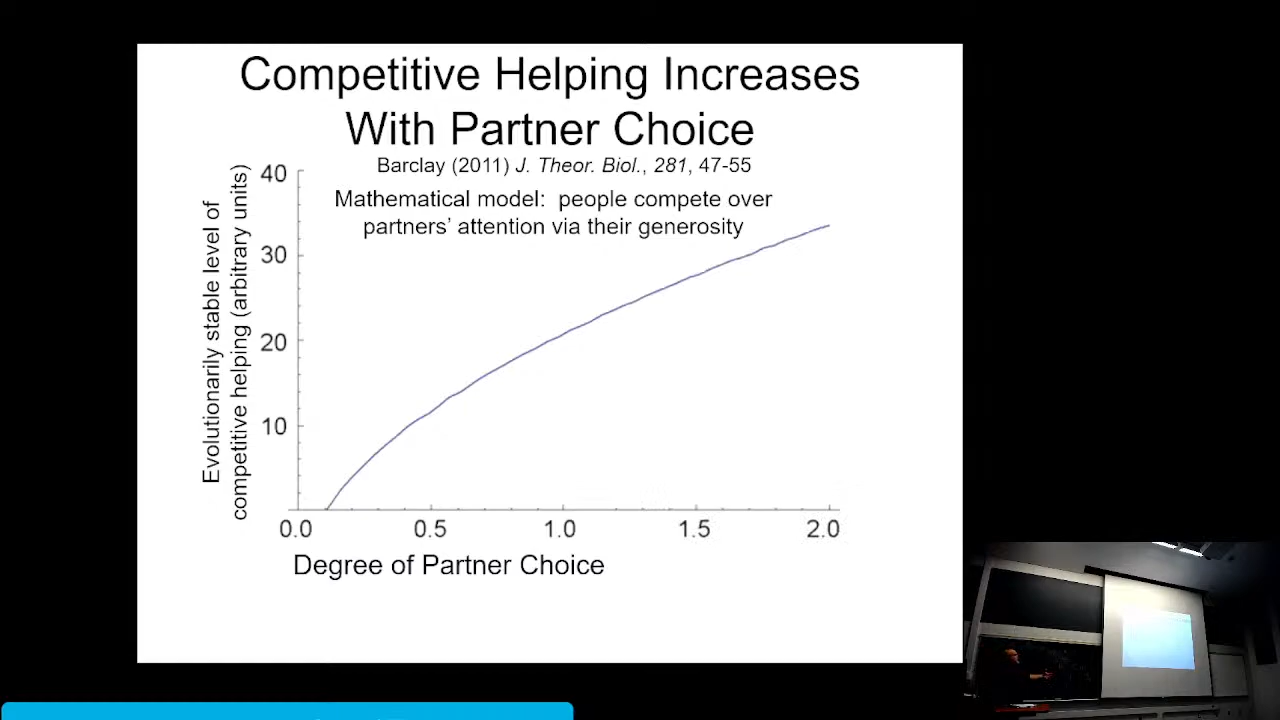 Competitive Helping Increases
With Partner Choice
Barclay (2011) J. Theor. Biol., 281, 47-55
Mathematical model:  people compete over
partners' attention via their generosity
Evolutionarily stable level of
competitive helping (arbitrary units)
40
30
20
10
0.0 0.5 1.0 1.5 2.0
Degree of Partner Choice